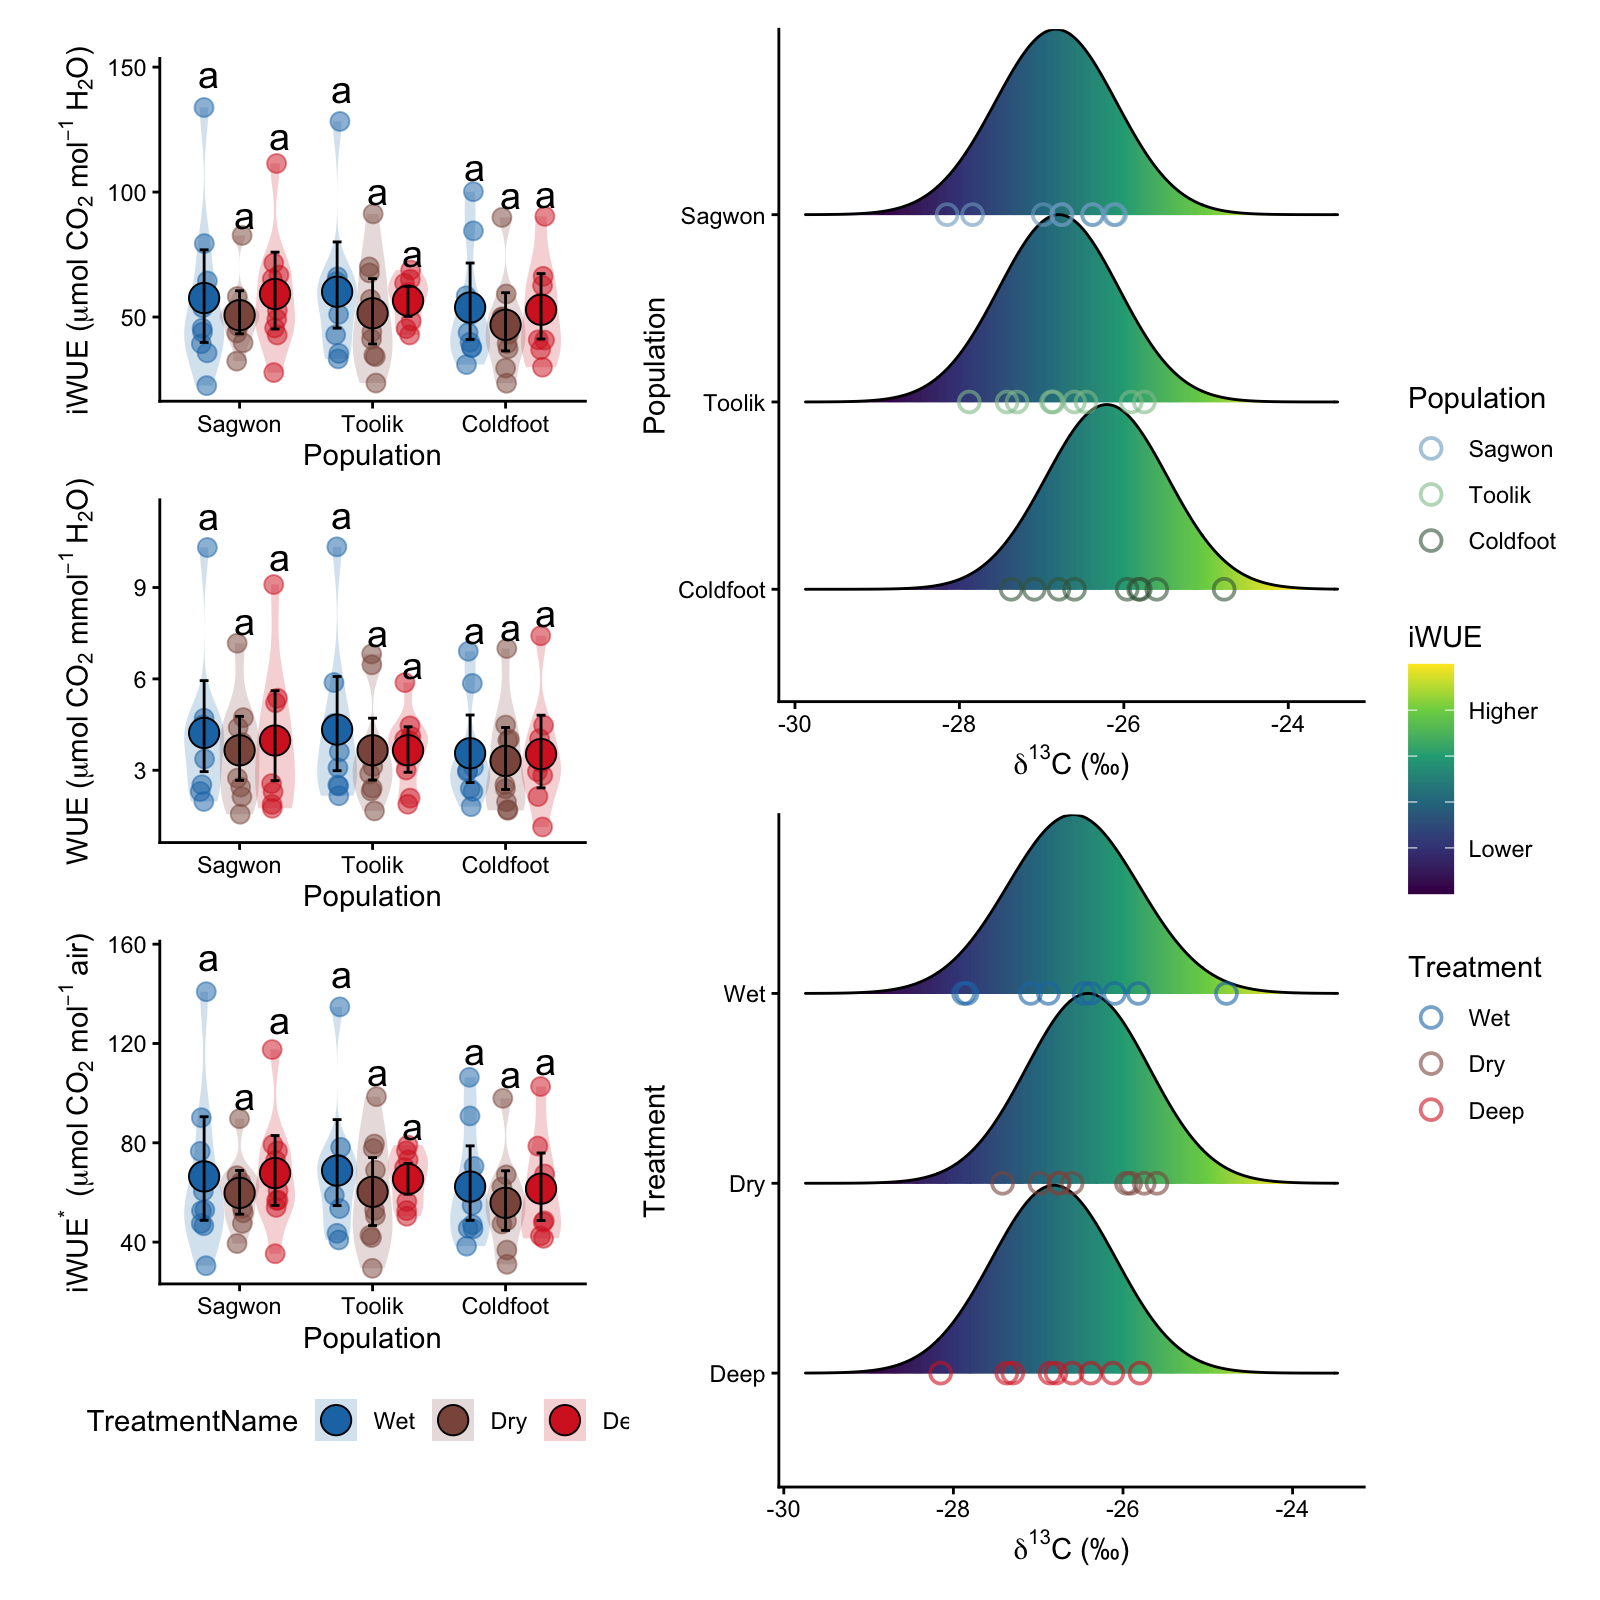 iWUE (μmol CO₂ mol⁻¹ H₂O)
150
100
50
a a a a a a a a a
Sagwon Toolik Coldfoot
Population
WUE (μmol CO₂ mmol⁻¹ H₂O)
9
6
3
a a a a a a a a a
Sagwon Toolik Coldfoot
Population
iWUE* (μmol CO₂ mol⁻¹ air)
160
120
80
40
a a a a a a a a a
Sagwon Toolik Coldfoot
Population
TreatmentName Wet Dry De
Population
Sagwon
Toolik
Coldfoot
-30 -28 -26 -24
δ¹³C (‰)
Treatment
Wet
Dry
Deep
-30 -28 -26 -24
δ¹³C (‰)
Population
Sagwon
Toolik
Coldfoot
iWUE
Higher
Lower
Treatment
Wet
Dry
Deep